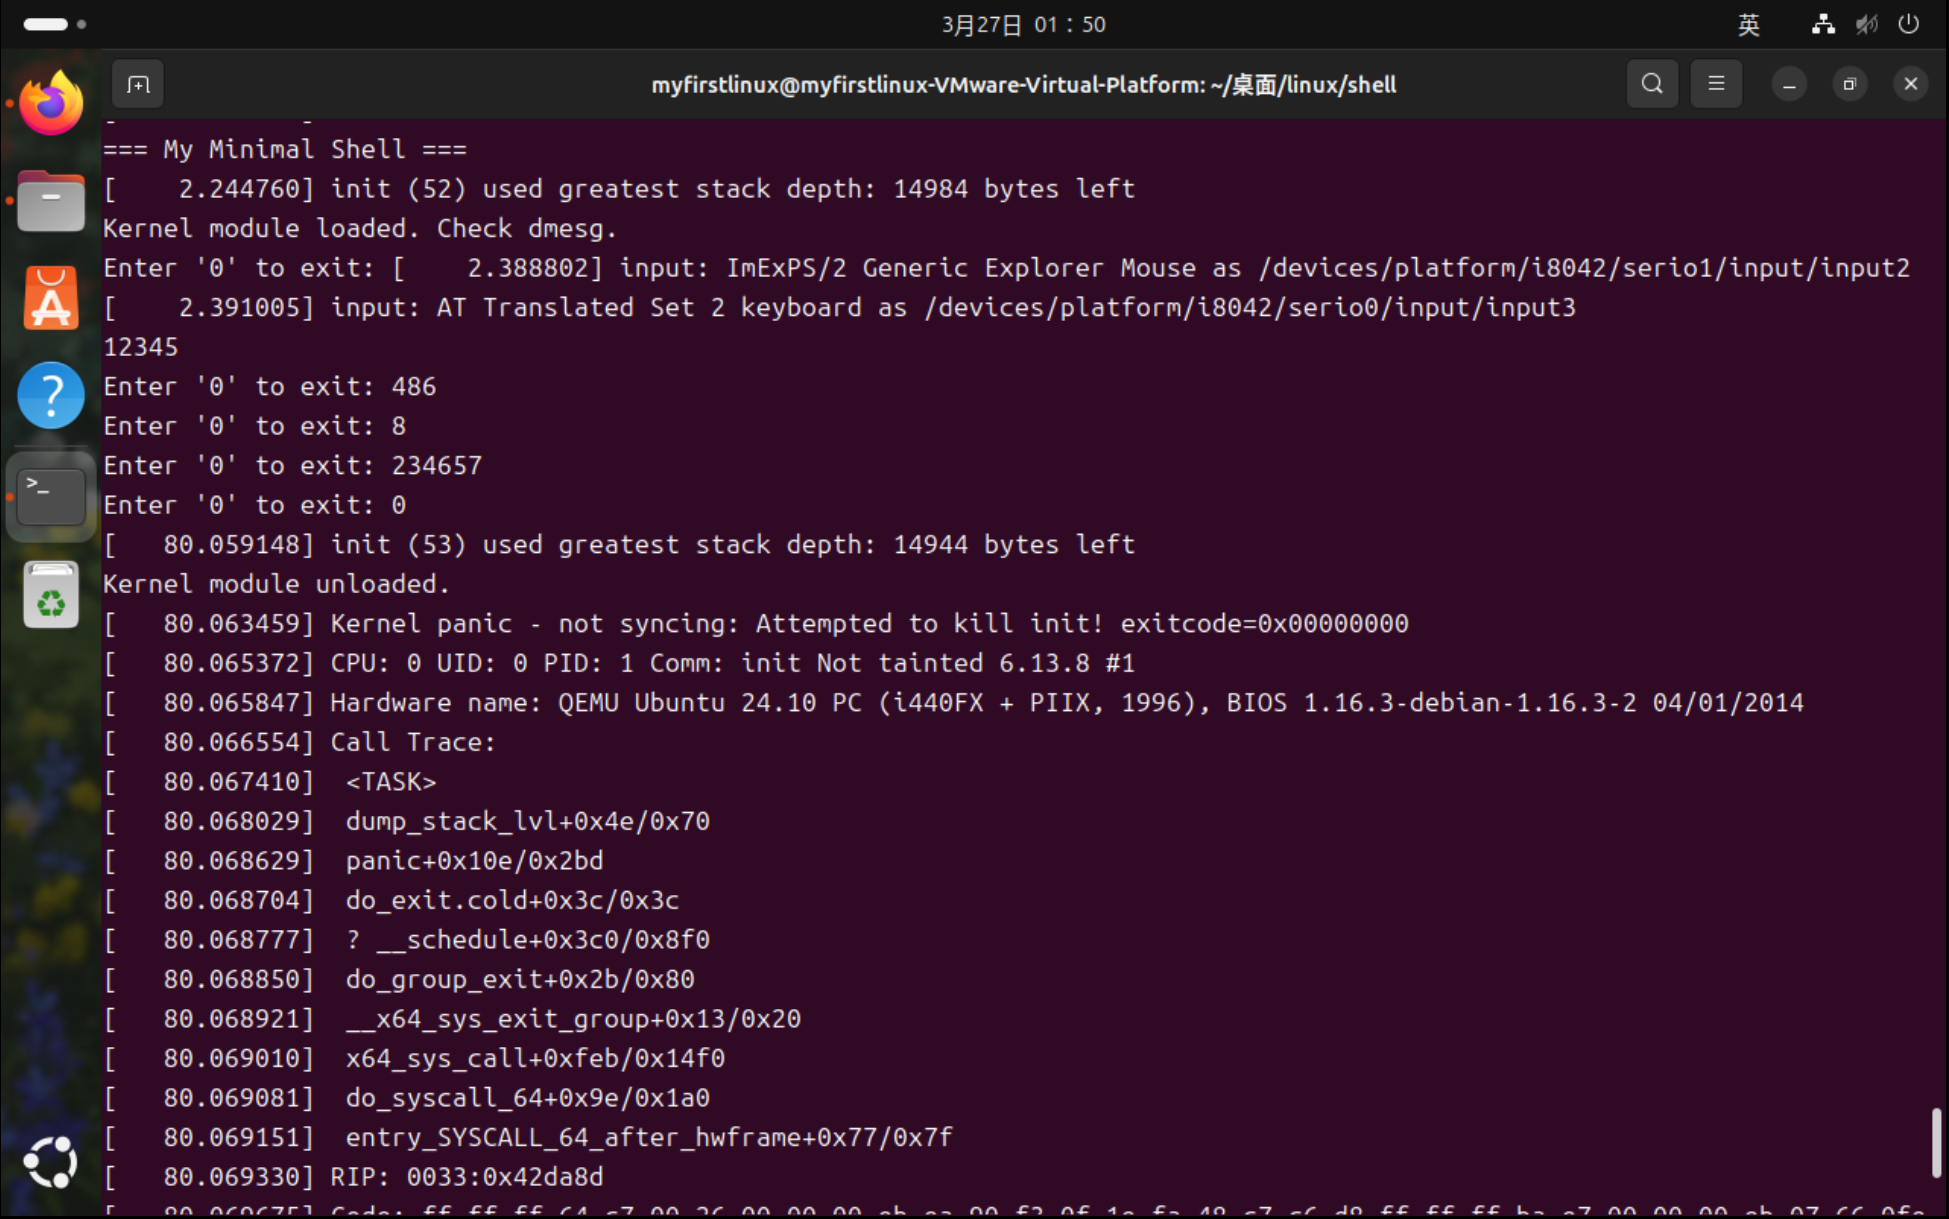 3月27日 01：50
英
myfirstlinux@myfirstlinux-VMware-Virtual-Platform: ~/桌面/linux/shell
=== My Minimal Shell ===
[    2.244760] init (52) used greatest stack depth: 14984 bytes left
Kernel module loaded. Check dmesg.
Enter '0' to exit: [    2.388802] input: ImExPS/2 Generic Explorer Mouse as /devices/platform/i8042/serio1/input/input2
[    2.391005] input: AT Translated Set 2 keyboard as /devices/platform/i8042/serio0/input/input3
12345
Enter '0' to exit: 486
Enter '0' to exit: 8
Enter '0' to exit: 234657
Enter '0' to exit: 0
[   80.059148] init (53) used greatest stack depth: 14944 bytes left
Kernel module unloaded.
[   80.063459] Kernel panic - not syncing: Attempted to kill init! exitcode=0x00000000
[   80.065372] CPU: 0 UID: 0 PID: 1 Comm: init Not tainted 6.13.8 #1
[   80.065847] Hardware name: QEMU Ubuntu 24.10 PC (i440FX + PIIX, 1996), BIOS 1.16.3-debian-1.16.3-2 04/01/2014
[   80.066554] Call Trace:
[   80.067410]  <TASK>
[   80.068029]  dump_stack_lvl+0x4e/0x70
[   80.068629]  panic+0x10e/0x2bd
[   80.068704]  do_exit.cold+0x3c/0x3c
[   80.068777]  ? __schedule+0x3c0/0x8f0
[   80.068850]  do_group_exit+0x2b/0x80
[   80.068921]  __x64_sys_exit_group+0x13/0x20
[   80.069010]  x64_sys_call+0xfeb/0x14f0
[   80.069081]  do_syscall_64+0x9e/0x1a0
[   80.069151]  entry_SYSCALL_64_after_hwframe+0x77/0x7f
[   80.069330] RIP: 0033:0x42da8d